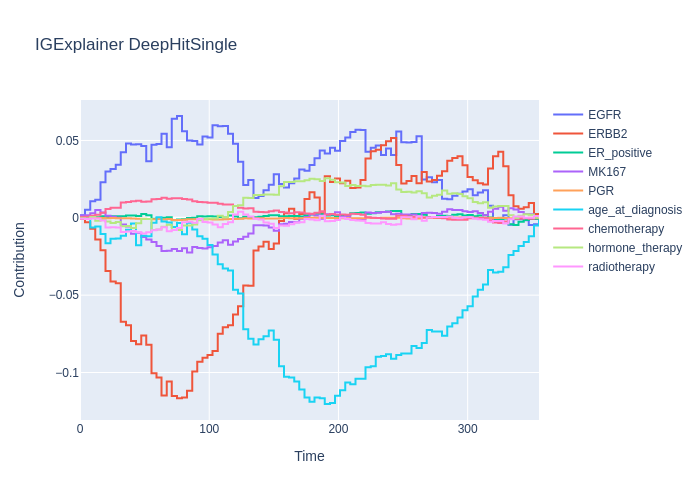 IGExplainer DeepHitSingle
0.05
0
−0.05
−0.1
Contribution
0
100
200
300
Time
EGFR
ERBB2
ER_positive
MK167
PGR
age_at_diagnosis
chemotherapy
hormone_therapy
radiotherapy